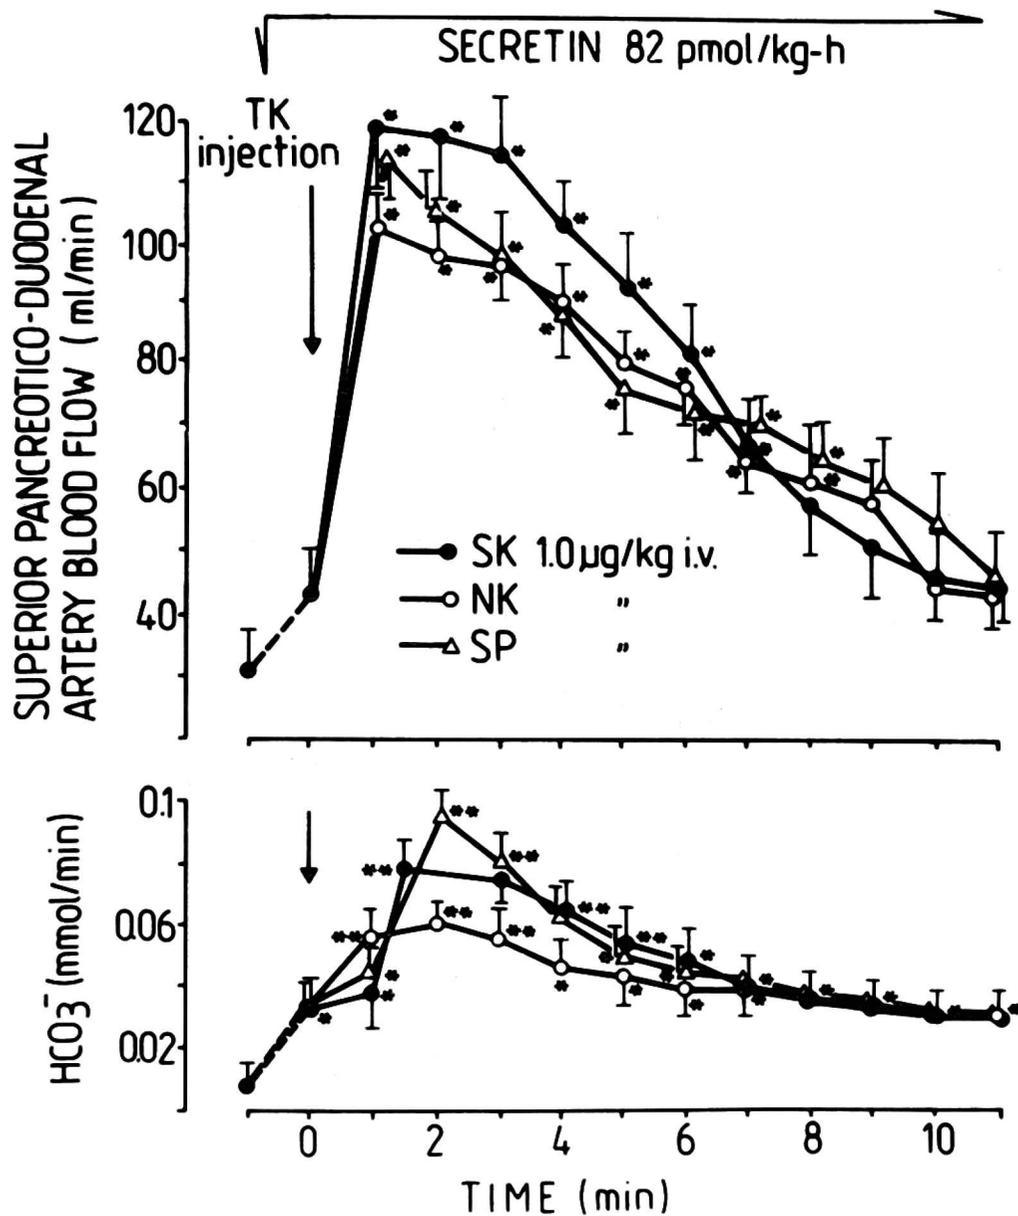 SECRETIN 82 pmol/kg-h
TK
injection
SUPERIOR PANCREOTICO-DUODENAL
ARTERY BLOOD FLOW (ml/min)
120
100
80
60
40
SK 1.0 µg/kg i.v.
NK "
SP "
HCO₃⁻ (mmol/min)
0.1
0.06
0.02
0 2 4 6 8 10
TIME (min)